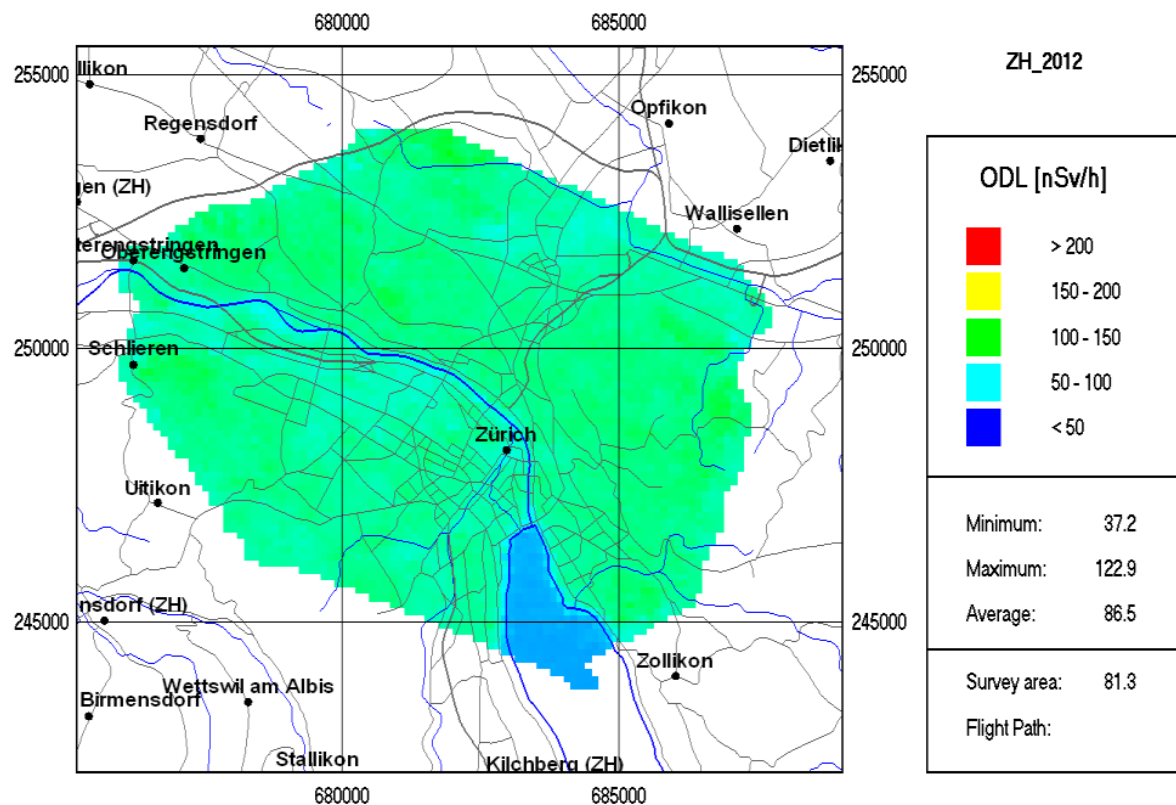 680000 685000
255000 255000 ZH_2012
llikon
Opfikon
Regensdorf
Dietlik
ODL [nSv/h]
gen (ZH)
Wallisellen
> 200
terengstringen
Oberengstringen
150 - 200
100 - 150
250000 250000
Schlieren
50 - 100
< 50
Zürich
Uitikon
Minimum: 37.2
Maximum: 122.9
nsdorf (ZH)
Average: 86.5
245000 245000
Zollikon
Wettswil am Albis
Survey area: 81.3
Birmensdorf
Flight Path:
Stallikon
Kilchberg (ZH)
680000 685000